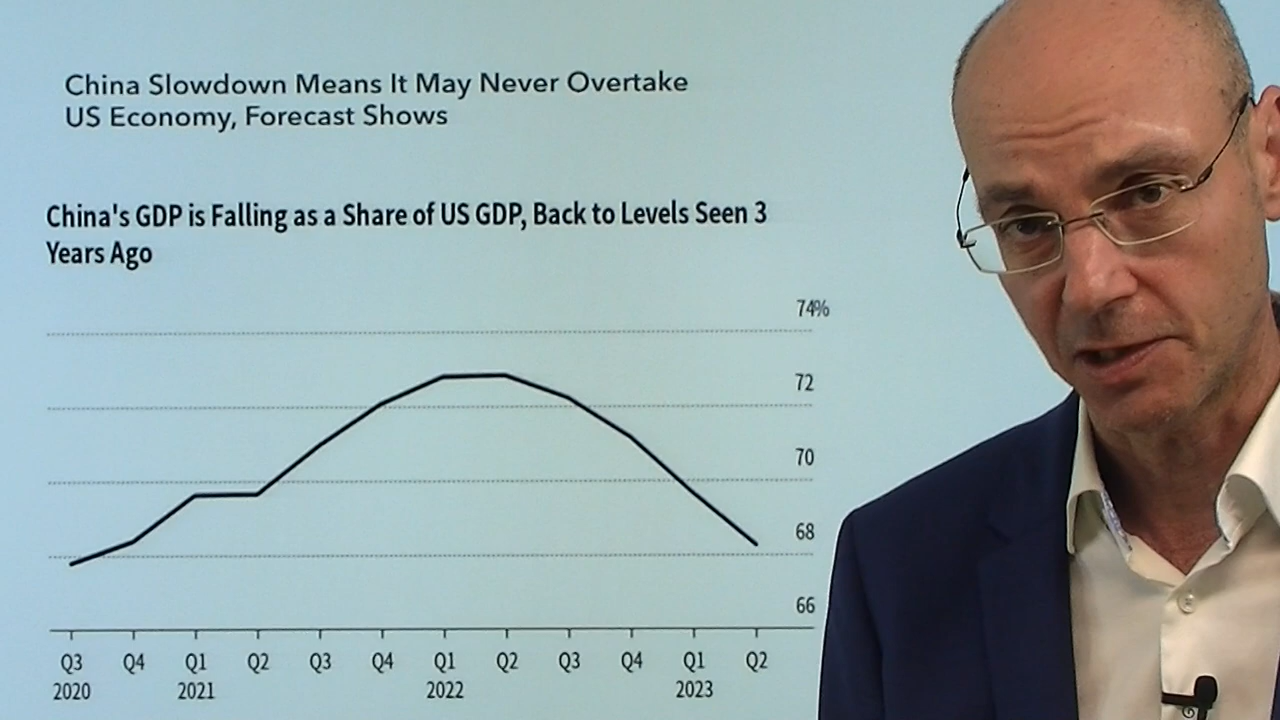 China Slowdown Means It May Never Overtake
US Economy, Forecast Shows
China's GDP is Falling as a Share of US GDP, Back to Levels Seen 3
Years Ago
74%
72
70
68
66
Q3 Q4 Q1 Q2 Q3 Q4 Q1 Q2 Q3 Q4 Q1 Q2
2020 2021 2022 2023